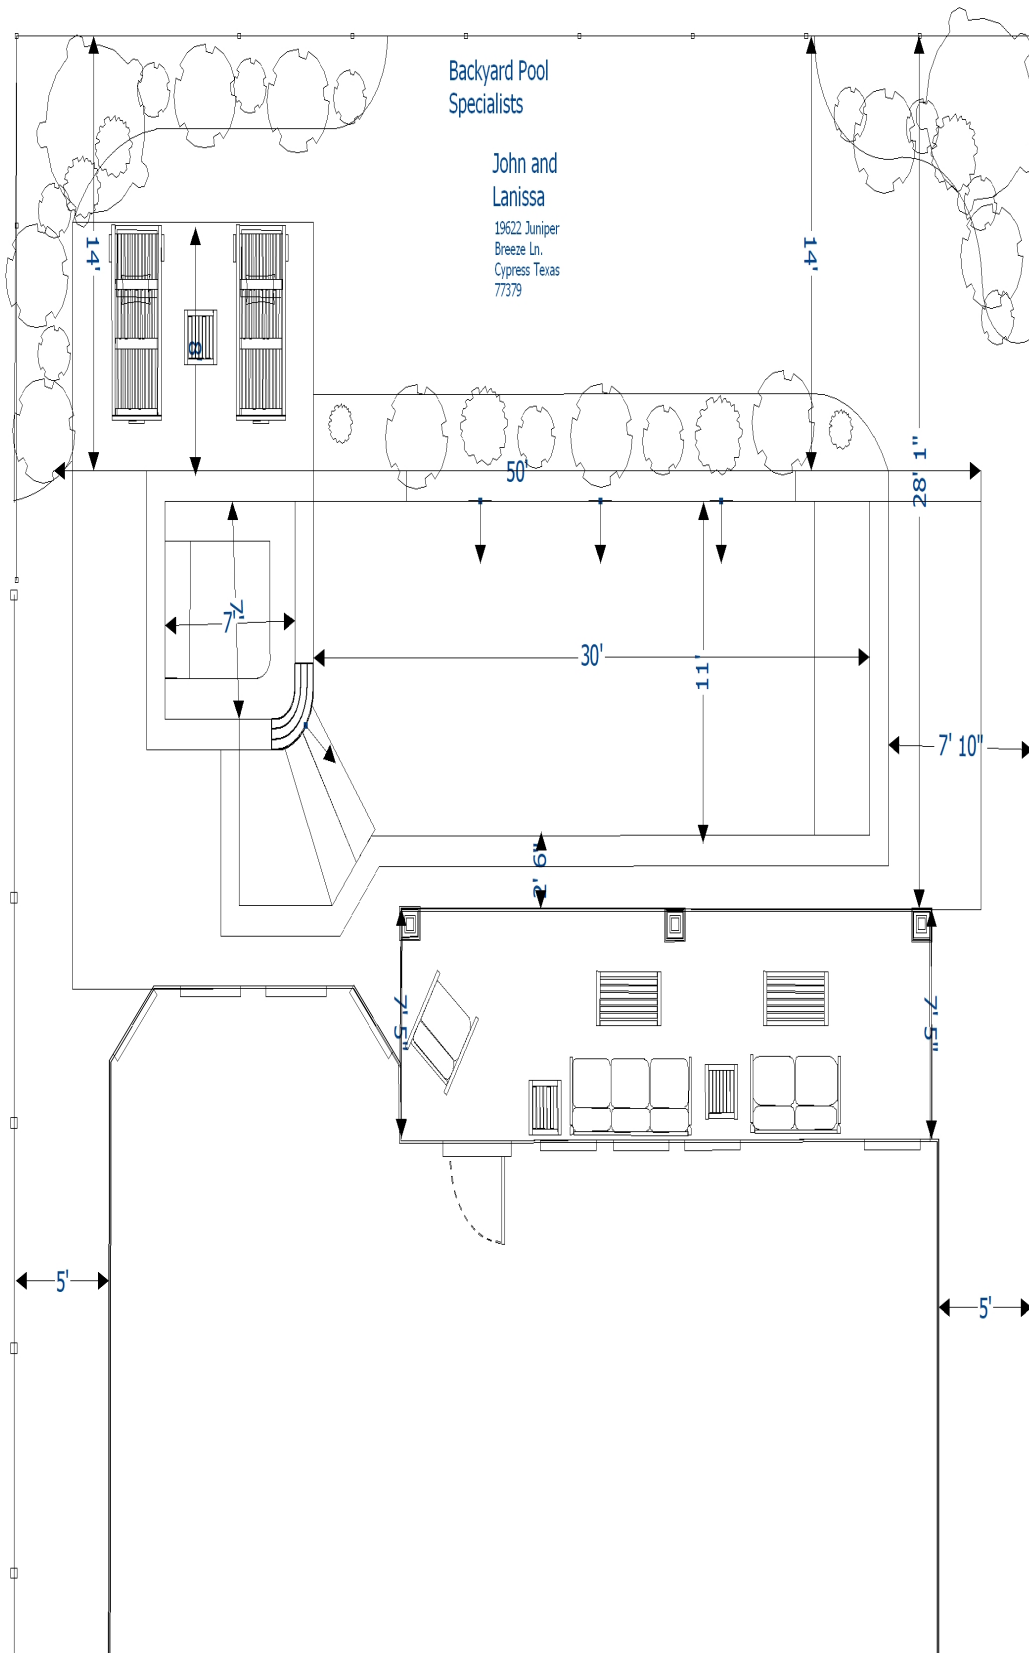 Backyard Pool
Specialists
John and
Lanissa
19622 Juniper
Breeze Ln.
Cypress Texas
77379
14'
14'
8'
50'
28' 1"
7'
7'
30'
11'
7' 10"
2' 6"
7' 5"
7' 5"
5'
5'